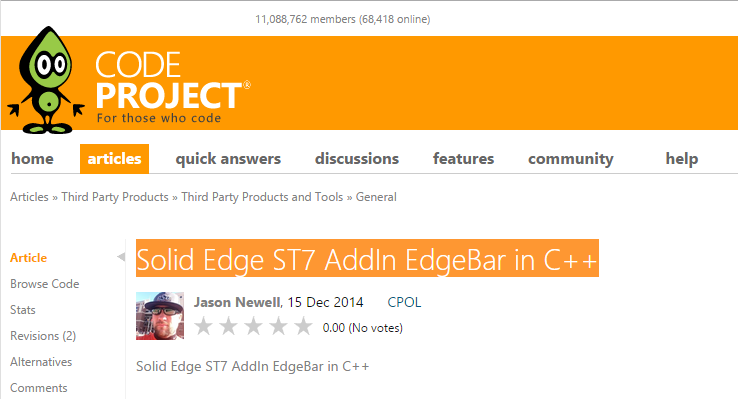 11,088,762 members (68,418 online)
CODE
PROJECT®
For those who code
home articles quick answers discussions features community help
Articles » Third Party Products » Third Party Products and Tools » General
Article
Browse Code
Stats
Revisions (2)
Alternatives
Comments
Solid Edge ST7 AddIn EdgeBar in C++
Jason Newell, 15 Dec 2014 CPOL
0.00 (No votes)
Solid Edge ST7 AddIn EdgeBar in C++